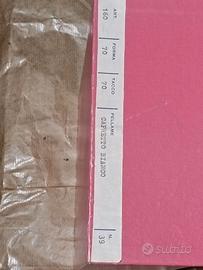 ART. FORMA TACCO PELLAME N.
160 70 70 CAPRETTO BIANCO 39
subito